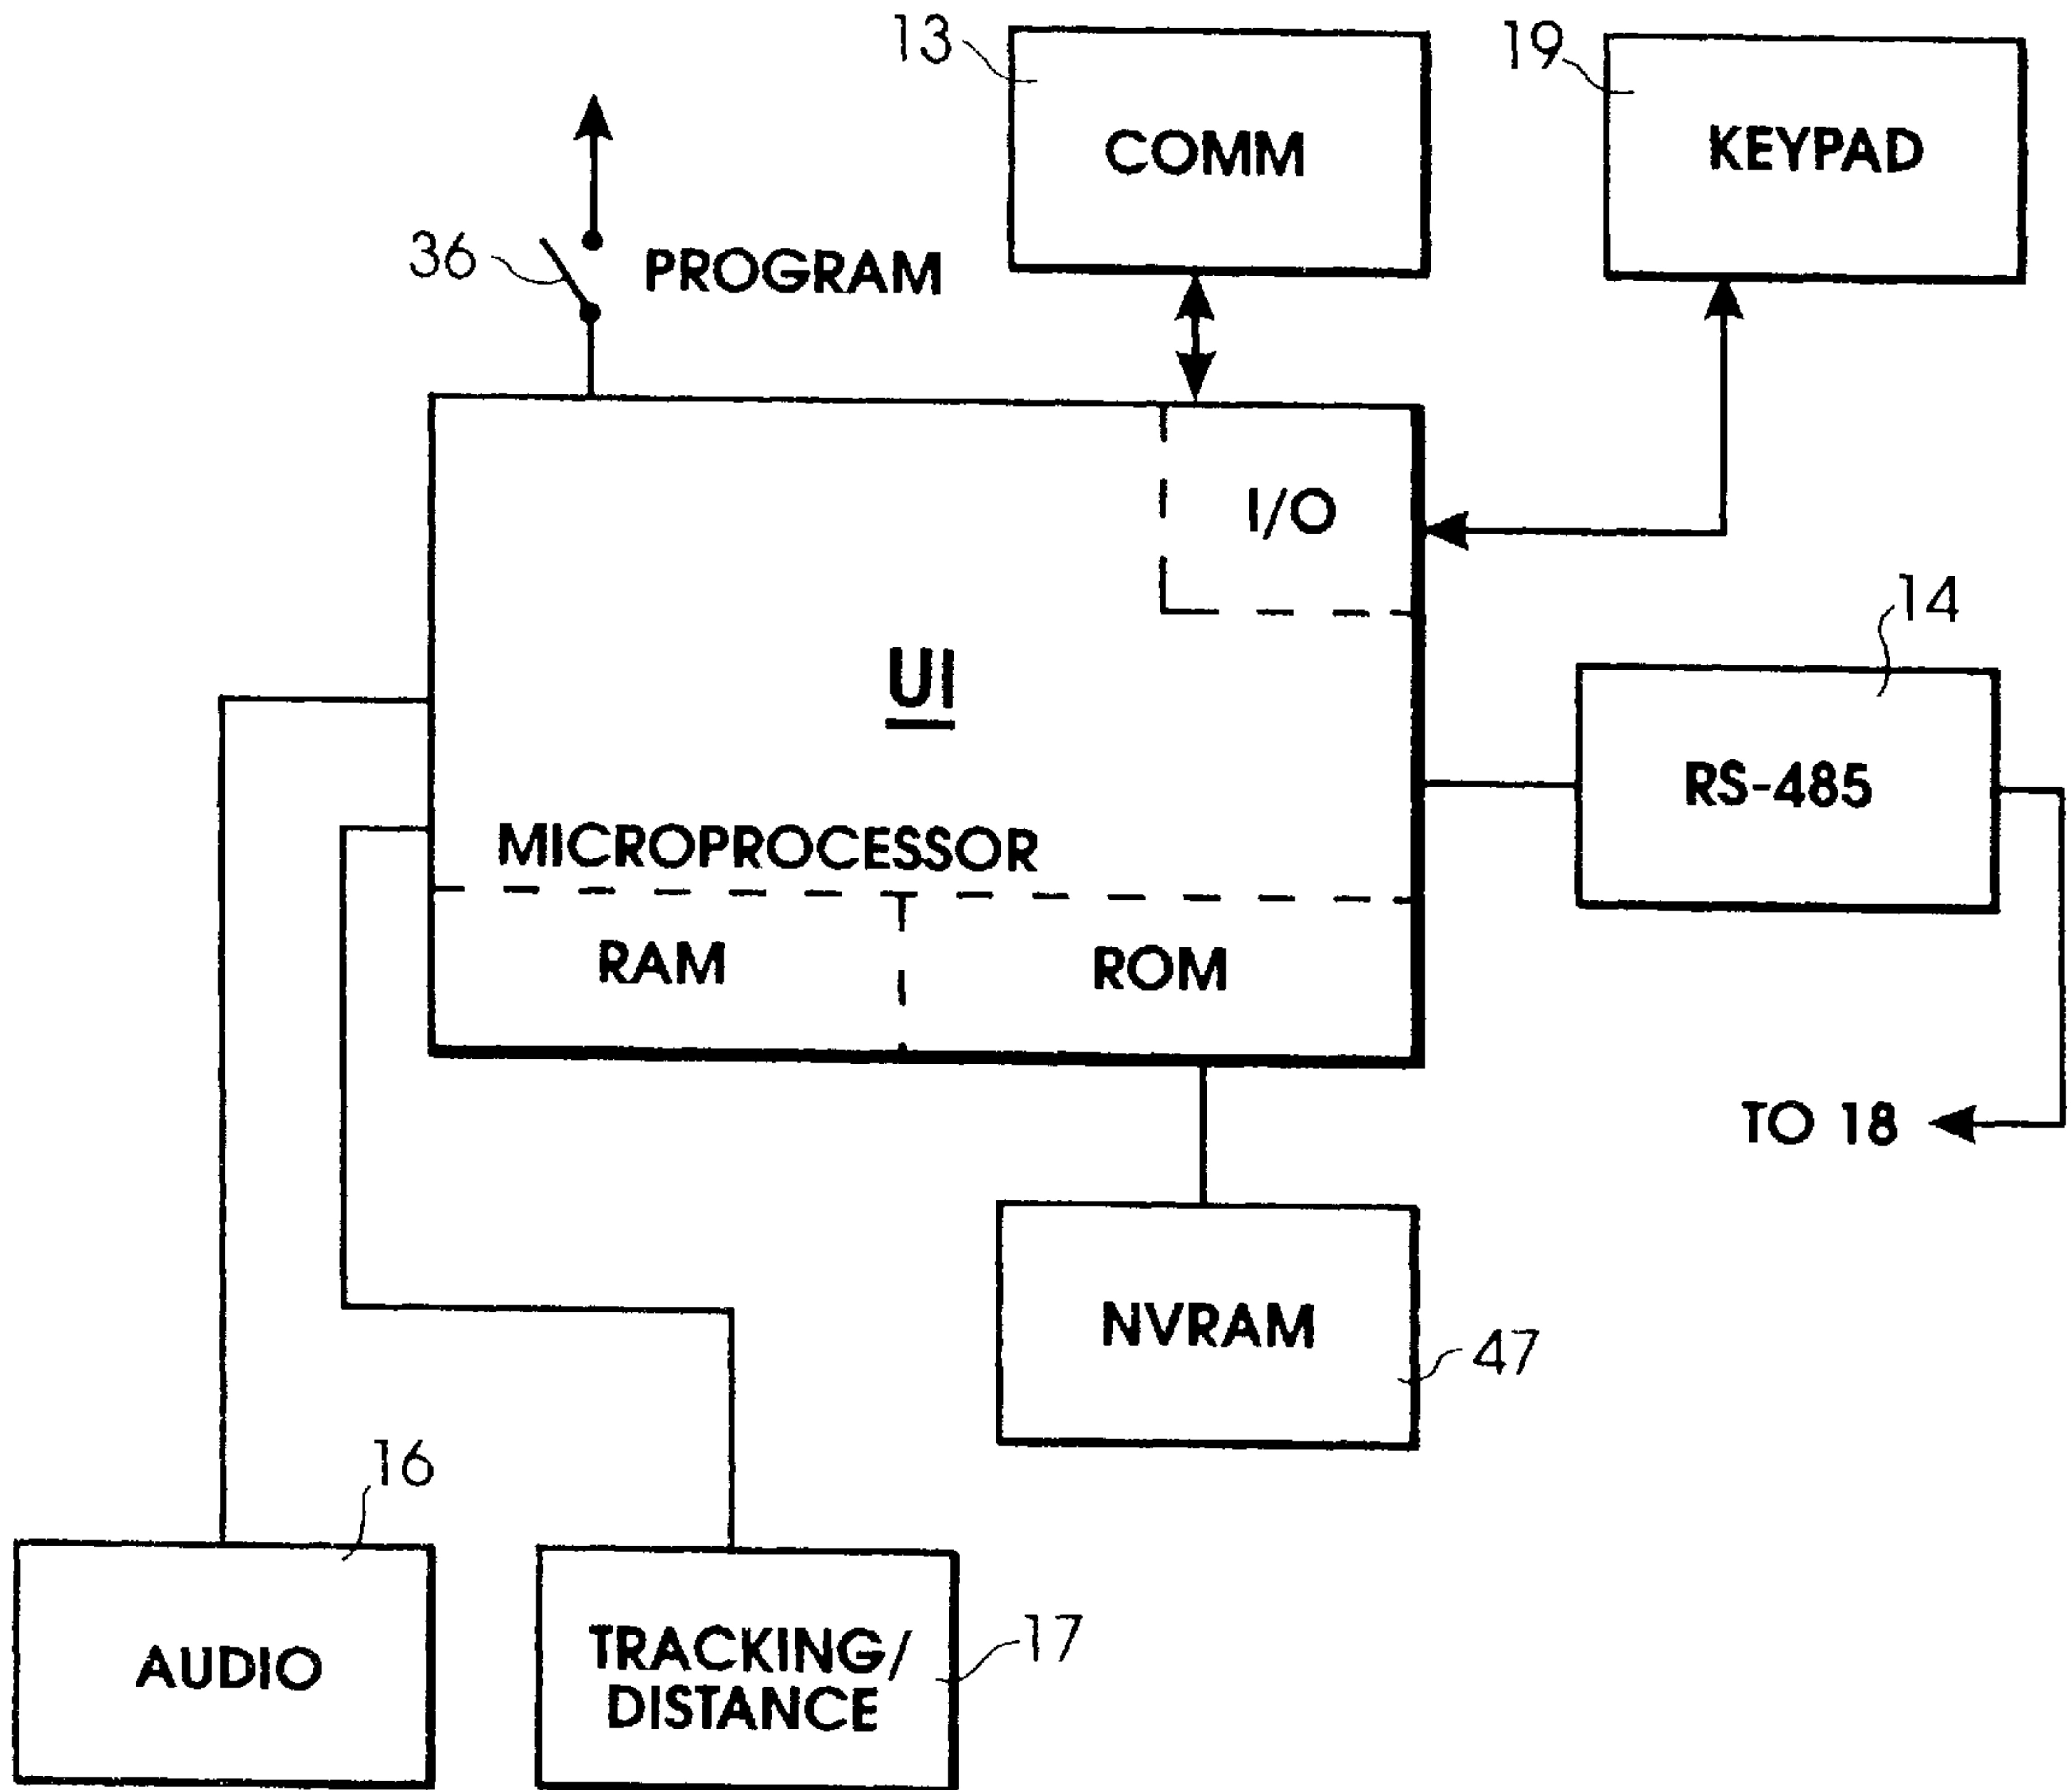 13
19
COMM
KEYPAD
36
PROGRAM
I/O
14
UI
RS-485
MICROPROCESSOR
RAM
ROM
TO 18
NVRAM
47
16
17
AUDIO
TRACKING/
DISTANCE